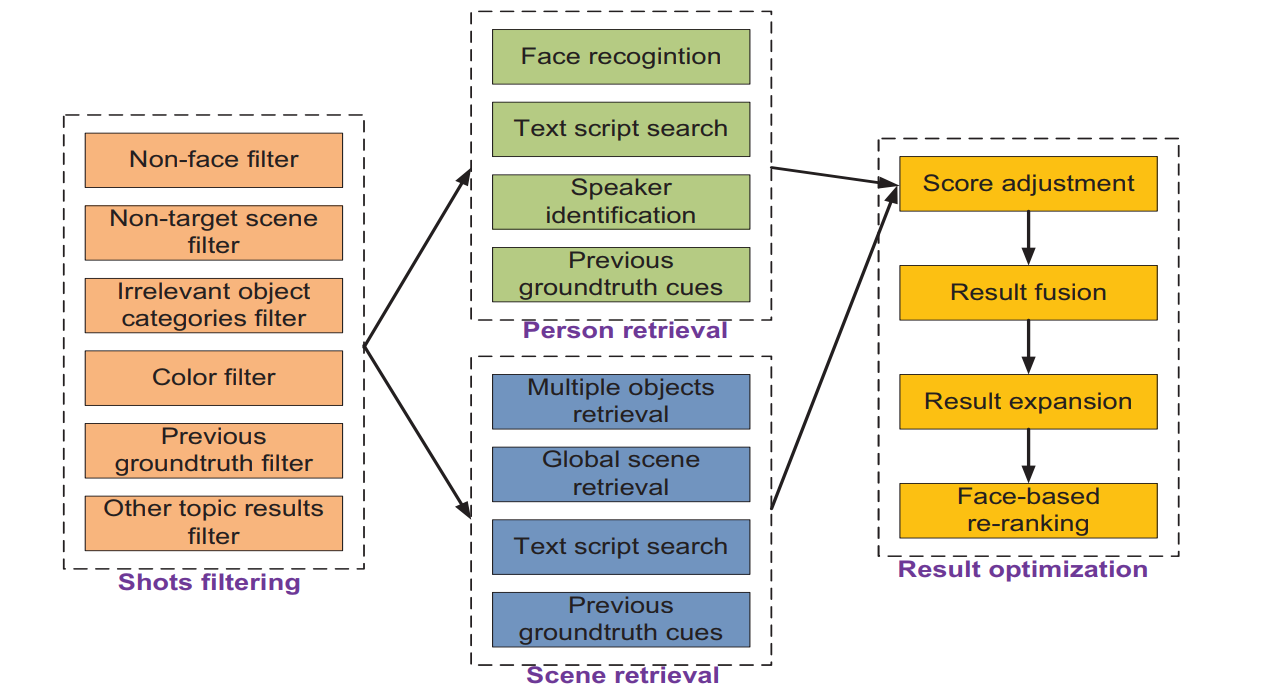 Non-face filter
Non-target scene
filter
Irrelevant object
categories filter
Color filter
Previous
groundtruth filter
Other topic results
filter
Shots filtering
Face recogintion
Text script search
Speaker
identification
Previous
groundtruth cues
Person retrieval
Multiple objects
retrieval
Global scene
retrieval
Text script search
Previous
groundtruth cues
Scene retrieval
Score adjustment
Result fusion
Result expansion
Face-based
re-ranking
Result optimization